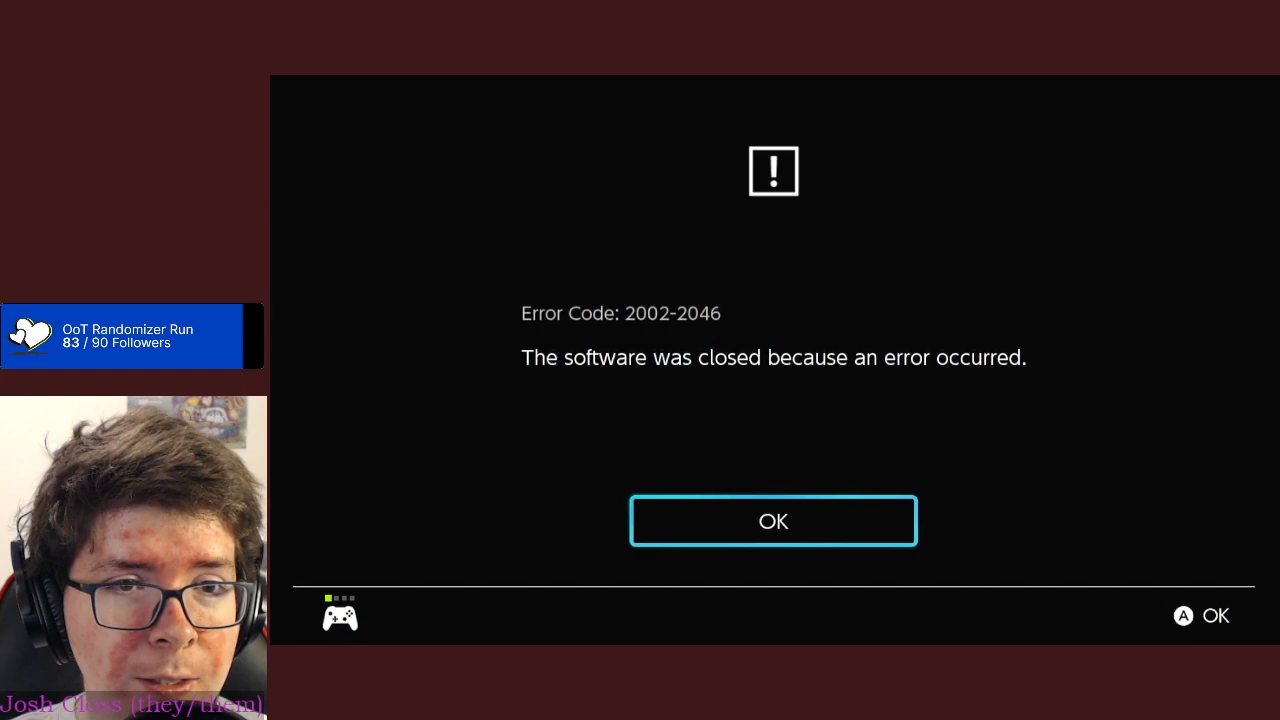 !
Error Code: 2002-2046
The software was closed because an error occurred.
OoT Randomizer Run
83 / 90 Followers
OK
A OK
Josh Closs (they/them)